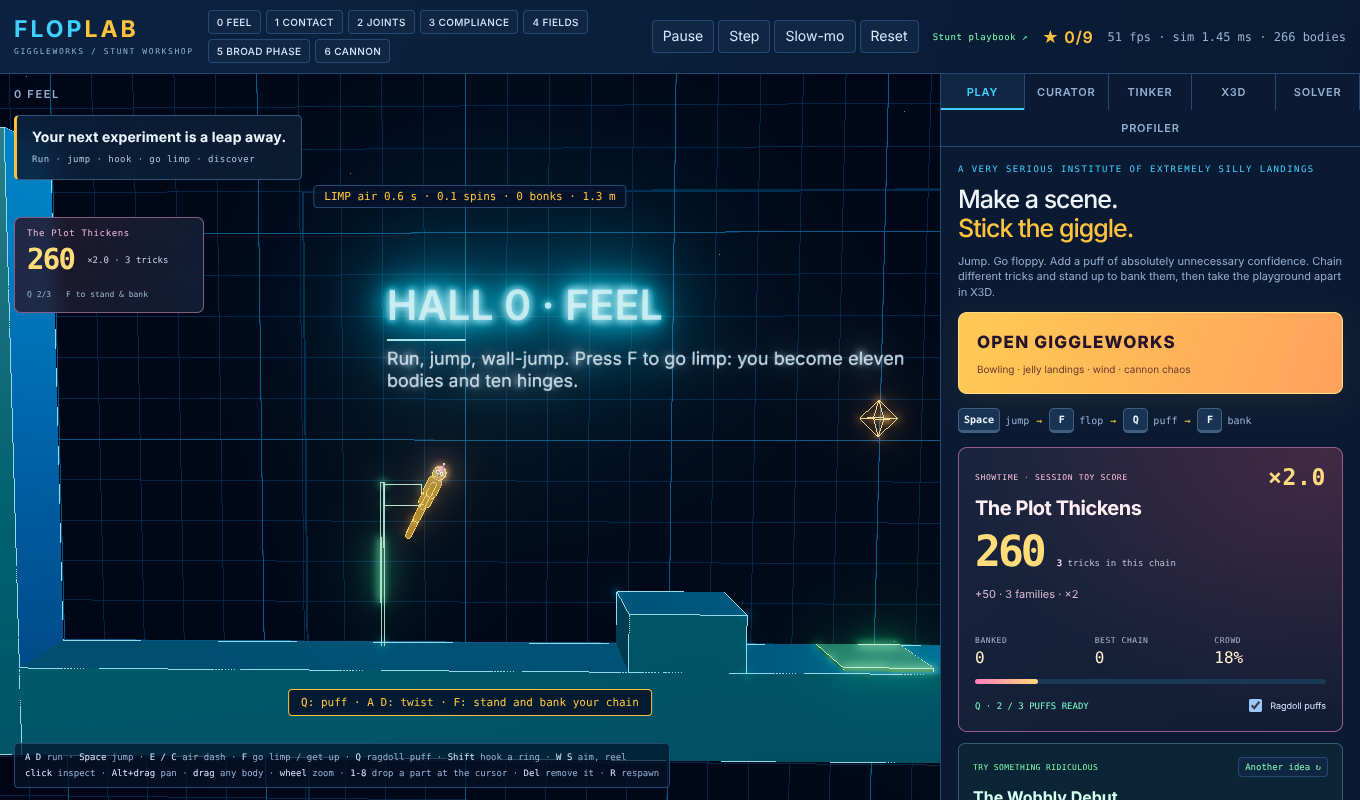 FLOPLAB
GIGGLEWORKS / STUNT WORKSHOP
0 FEEL
1 CONTACT
2 JOINTS
3 COMPLIANCE
4 FIELDS
5 BROAD PHASE
6 CANNON
Pause
Step
Slow-mo
Reset
Stunt playbook ↗
★ 0/9
51 fps · sim 1.45 ms · 266 bodies
0 FEEL
Your next experiment is a leap away.
Run · jump · hook · go limp · discover
LIMP air 0.6 s · 0.1 spins · 0 bonks · 1.3 m
The Plot Thickens
260 ×2.0 · 3 tricks
Q 2/3 F to stand & bank
HALL 0 · FEEL
Run, jump, wall-jump. Press F to go limp: you become eleven
bodies and ten hinges.
Q: puff · A D: twist · F: stand and bank your chain
A D run · Space jump · E / C air dash · F go limp / get up · Q ragdoll puff · Shift hook a ring · W S aim, reel
click inspect · Alt+drag pan · drag any body · wheel zoom · 1-8 drop a part at the cursor · Del remove it · R respawn
PLAY
CURATOR
TINKER
X3D
SOLVER
PROFILER
A VERY SERIOUS INSTITUTE OF EXTREMELY SILLY LANDINGS
Make a scene.
Stick the giggle.
Jump. Go floppy. Add a puff of absolutely unnecessary confidence. Chain
different tricks and stand up to bank them, then take the playground apart
in X3D.
OPEN GIGGLEWORKS
Bowling · jelly landings · wind · cannon chaos
Space jump → F flop → Q puff → F bank
SHOWTIME · SESSION TOY SCORE
×2.0
The Plot Thickens
260 3 tricks in this chain
+50 · 3 families · ×2
BANKED
0
BEST CHAIN
0
CROWD
18%
Q · 2 / 3 PUFFS READY
Ragdoll puffs
TRY SOMETHING RIDICULOUS
Another idea ↻
The Wobbly Debut